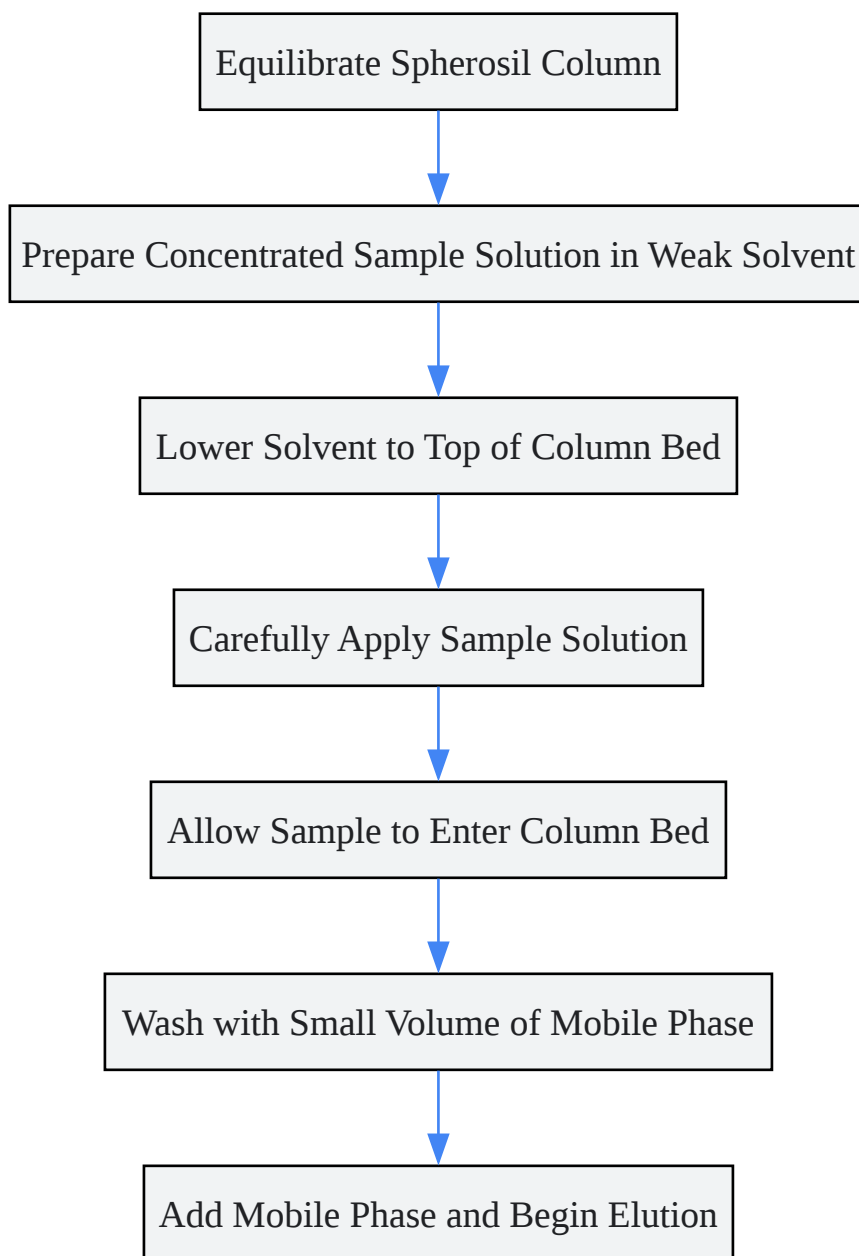 Equilibrate Spherosil Column
Prepare Concentrated Sample Solution in Weak Solvent
Lower Solvent to Top of Column Bed
Carefully Apply Sample Solution
Allow Sample to Enter Column Bed
Wash with Small Volume of Mobile Phase
Add Mobile Phase and Begin Elution